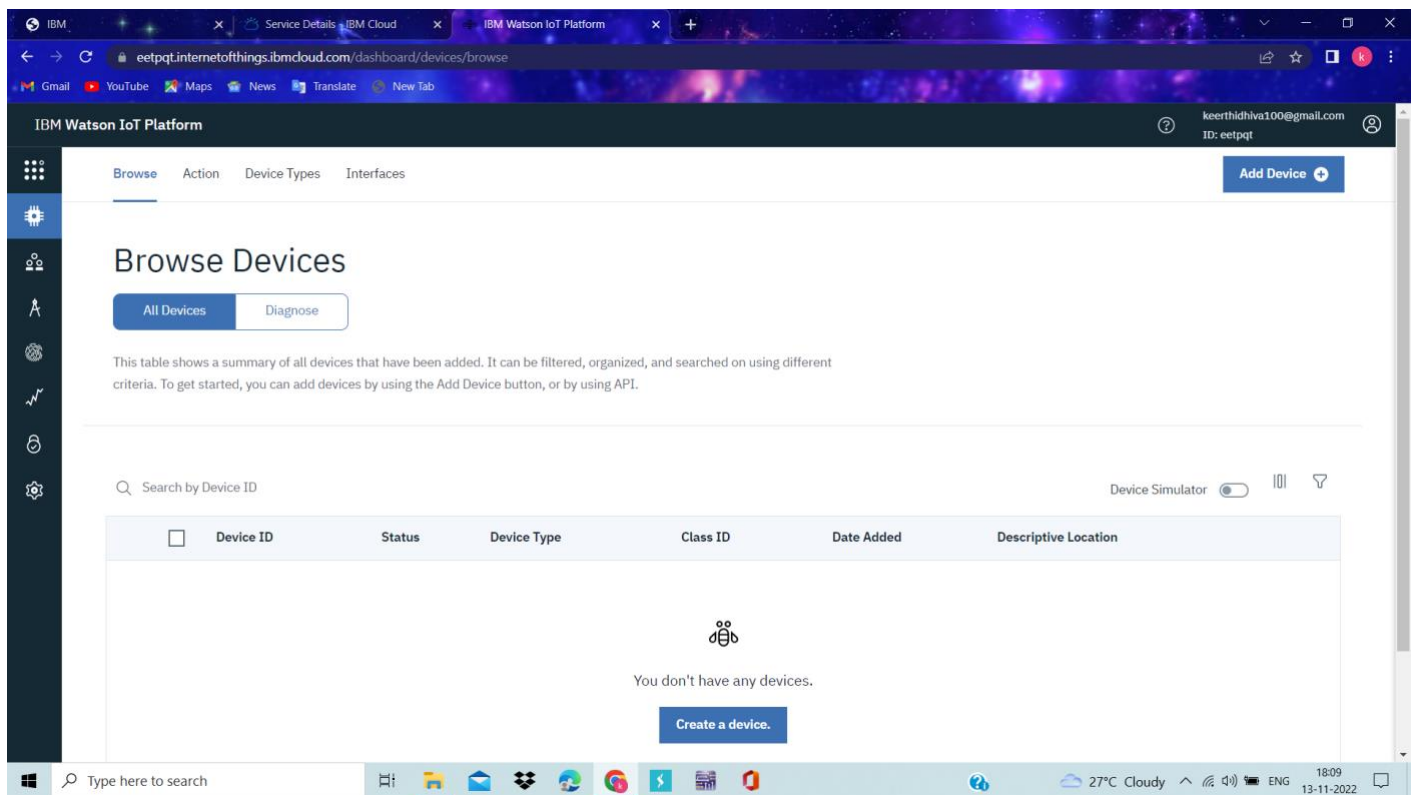 IBM
Service Details - IBM Cloud
IBM Watson IoT Platform
eetpqt.internetofthings.ibmcloud.com/dashboard/devices/browse
k
Gmail YouTube Maps News Translate New Tab
IBM Watson IoT Platform
keerthidhiva100@gmail.com
ID: eetpqt
Browse Action Device Types Interfaces
Add Device
Browse Devices
All Devices Diagnose
This table shows a summary of all devices that have been added. It can be filtered, organized, and searched on using different
criteria. To get started, you can add devices by using the Add Device button, or by using API.
Search by Device ID
Device Simulator
Device ID Status Device Type Class ID Date Added Descriptive Location
You don't have any devices.
Create a device.
Type here to search
27°C Cloudy
ENG
18:09
13-11-2022